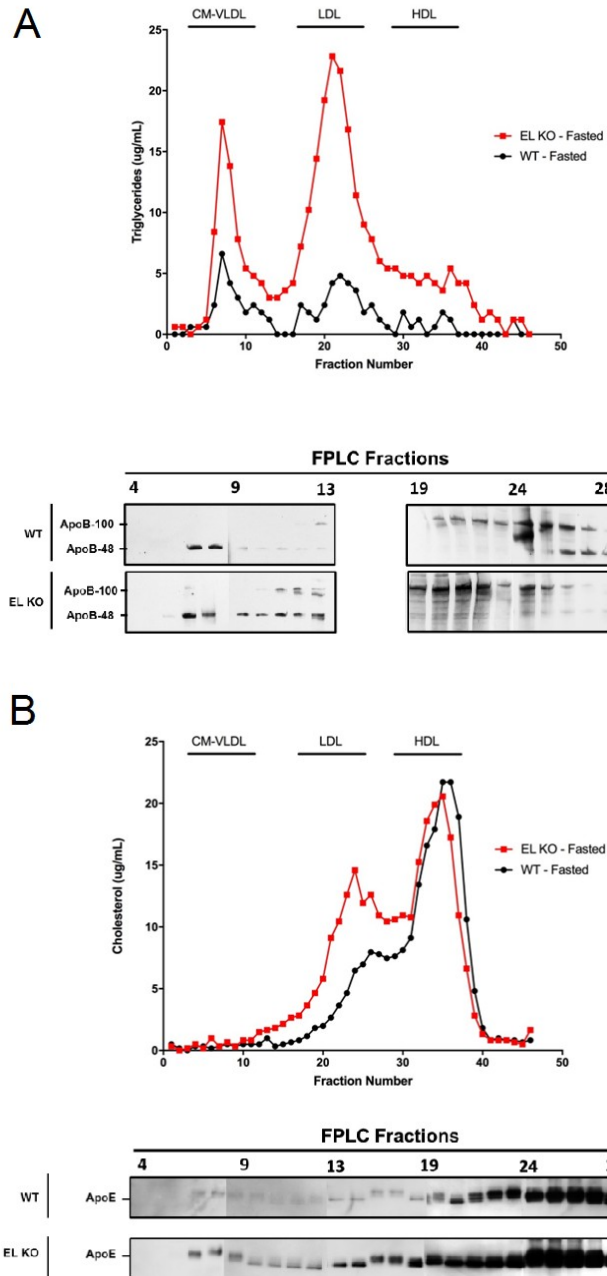 A
CM-VLDL LDL HDL
25
20
15
10
5
0
Triglycerides (ug/mL)
EL KO - Fasted
WT - Fasted
0 10 20 30 40 50
Fraction Number
FPLC Fractions
4 9 13 19 24 28
WT
ApoB-100
ApoB-48
EL KO
ApoB-100
ApoB-48
B
CM-VLDL LDL HDL
25
20
15
10
5
0
Cholesterol (ug/mL)
EL KO - Fasted
WT - Fasted
0 10 20 30 40 50
Fraction Number
FPLC Fractions
4 9 13 19 24
WT ApoE
EL KO ApoE